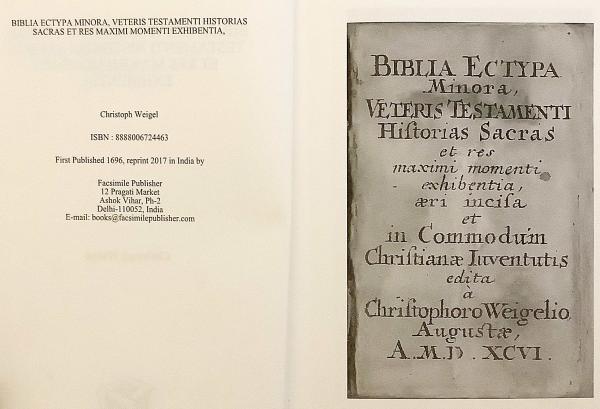 BIBLIA ECTYPA MINORA, VETERIS TESTAMENTI HISTORIAS
SACRAS ET RES MAXIMI MOMENTI EXHIBENTIA,
Christoph Weigel
ISBN : 8888006724463
First Published 1696, reprint 2017 in India by
Facsimile Publisher
12 Pragati Market
Ashok Vihar, Ph-2
Delhi-110052, India
E-mail: books@facsimilepublisher.com
BIBLIA ECTYPA
Minora,
VETERIS TESTAMENTI
Hiſtorias Sacras
et res
maximi momenti
exhibentia,
æri inciſa
et
in Commodum
Chriſtianæ Iuventutis
edita
à
Chriſtophoro Weigelio
Auguſtæ,
A. M.D. XCVI.